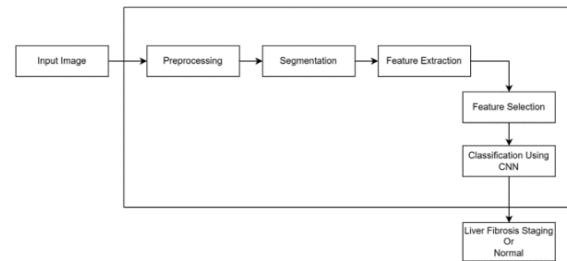 Input Image
Preprocessing
Segmentation
Feature Extraction
Feature Selection
Classification Using
CNN
Liver Fibrosis Staging
Or
Normal